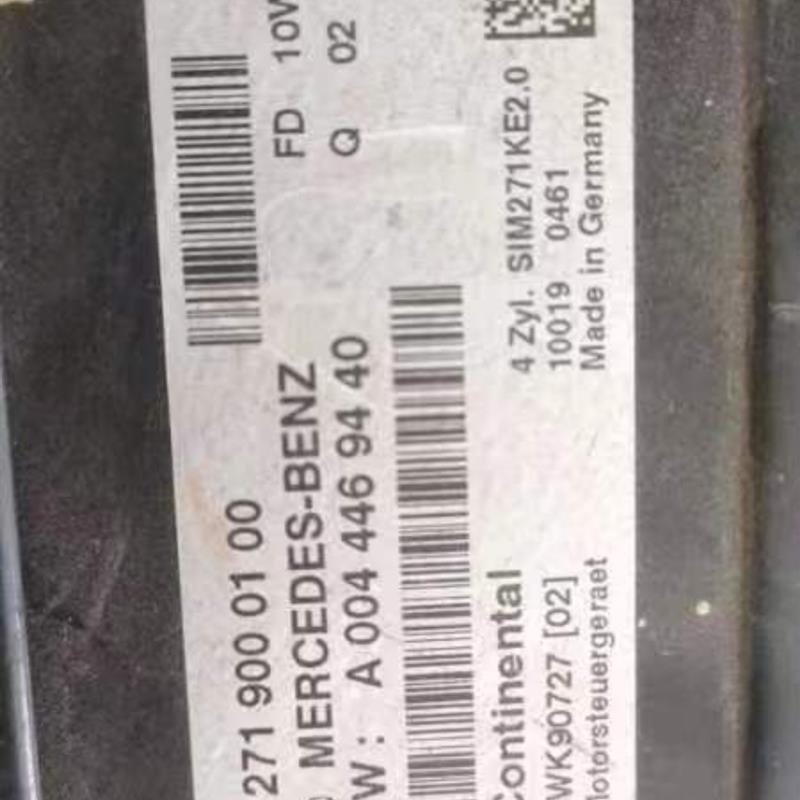 271 900 01 00
FD 10W
MERCEDES-BENZ
Q 02
W : A 004 446 94 40
Continental 4 Zyl. SIM271KE2.0
WK90727 [02] 10019 0461
Motorsteuergeraet Made in Germany